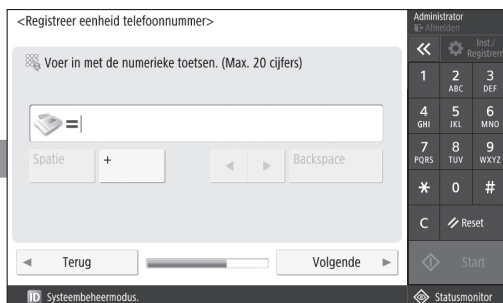 <Registreer eenheid telefoonnummer>
Voer in met de numerieke toetsen. (Max. 20 cijfers)
=
Spatie + Backspace
Terug Volgende
ID Systeembeheermodus.
Administrator
Afmelden
Inst./
Registreren
1 2 3
ABC DEF
4 5 6
GHI JKL MNO
7 8 9
PQRS TUV WXYZ
* 0 #
C Reset
Start
Statusmonitor